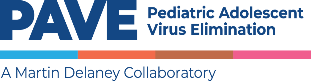 PAVE
Pediatric Adolescent
Virus Elimination
A Martin Delaney Collaboratory